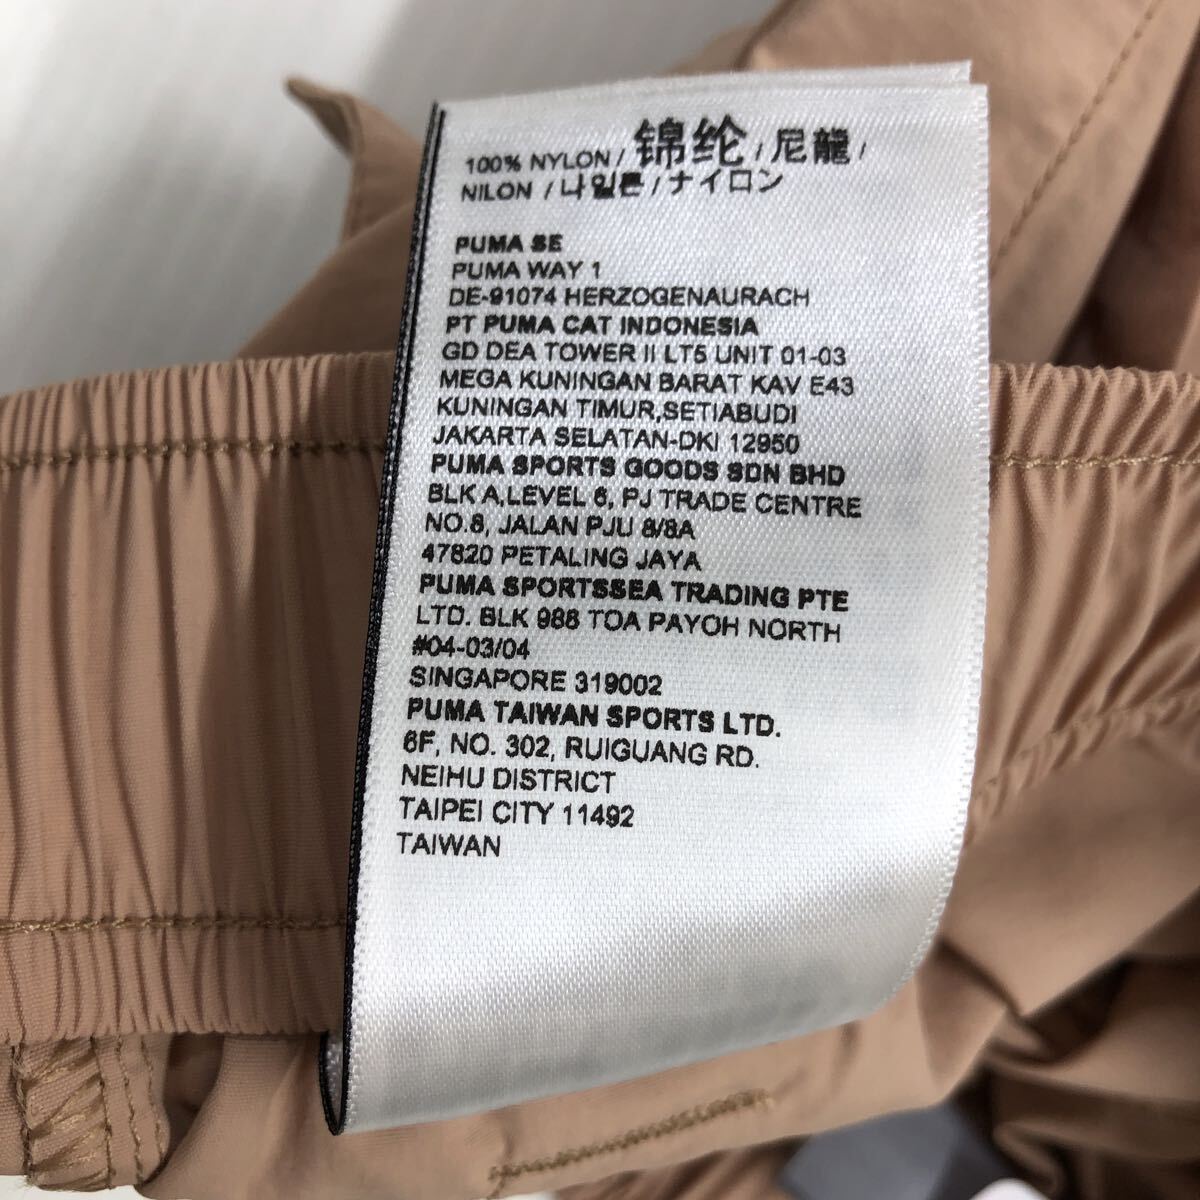 100% NYLON / 锦纶 / 尼龍 /
NILON / 나일론 / ナイロン
PUMA SE
PUMA WAY 1
DE-91074 HERZOGENAURACH
PT PUMA CAT INDONESIA
GD DEA TOWER II LT5 UNIT 01-03
MEGA KUNINGAN BARAT KAV E43
KUNINGAN TIMUR,SETIABUDI
JAKARTA SELATAN-DKI 12950
PUMA SPORTS GOODS SDN BHD
BLK A,LEVEL 6, PJ TRADE CENTRE
NO.8, JALAN PJU 8/8A
47820 PETALING JAYA
PUMA SPORTSSEA TRADING PTE
LTD. BLK 988 TOA PAYOH NORTH
#04-03/04
SINGAPORE 319002
PUMA TAIWAN SPORTS LTD.
6F, NO. 302, RUIGUANG RD.
NEIHU DISTRICT
TAIPEI CITY 11492
TAIWAN